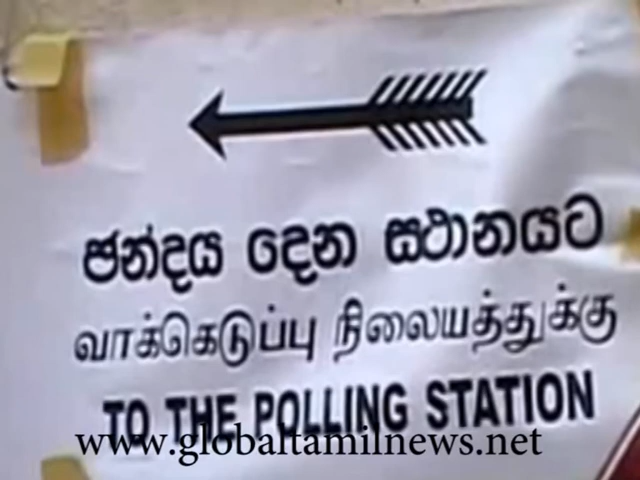 ඡන්දය දෙන ස්ථානයට
வாக்கெடுப்பு நிலையத்துக்கு
TO THE POLLING STATION
www.globaltamilnews.net